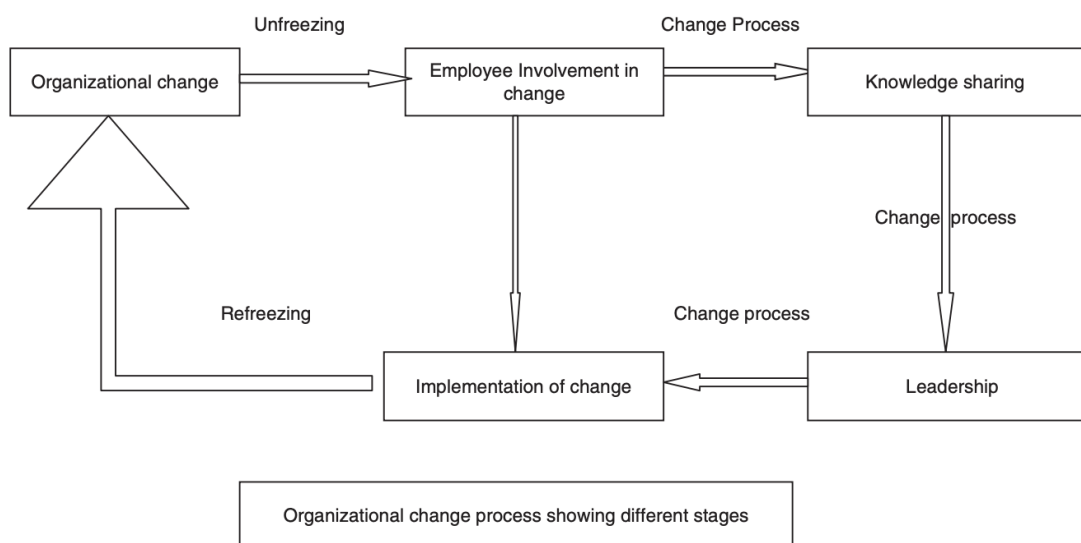 Unfreezing
Change Process
Organizational change
Employee Involvement in
change
Knowledge sharing
Change process
Refreezing
Change process
Implementation of change
Leadership
Organizational change process showing different stages